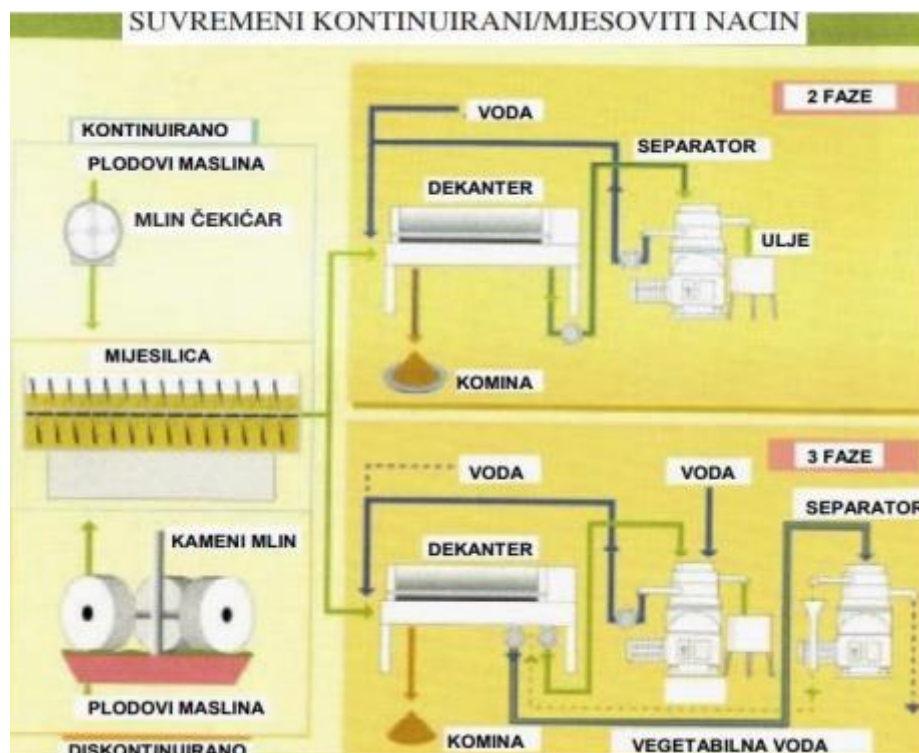 SUVREMENI KONTINUIRANI/MJESOVITI NACIN
KONTINUIRANO
PLODOVI MASLINA
MLIN ČEKIĆAR
MIJESILICA
KAMENI MLIN
PLODOVI MASLINA
DISKONTINUIRANO
2 FAZE
VODA
SEPARATOR
DEKANTER
ULJE
KOMINA
3 FAZE
VODA
VODA
SEPARATOR
DEKANTER
KOMINA
VEGETABILNA VODA